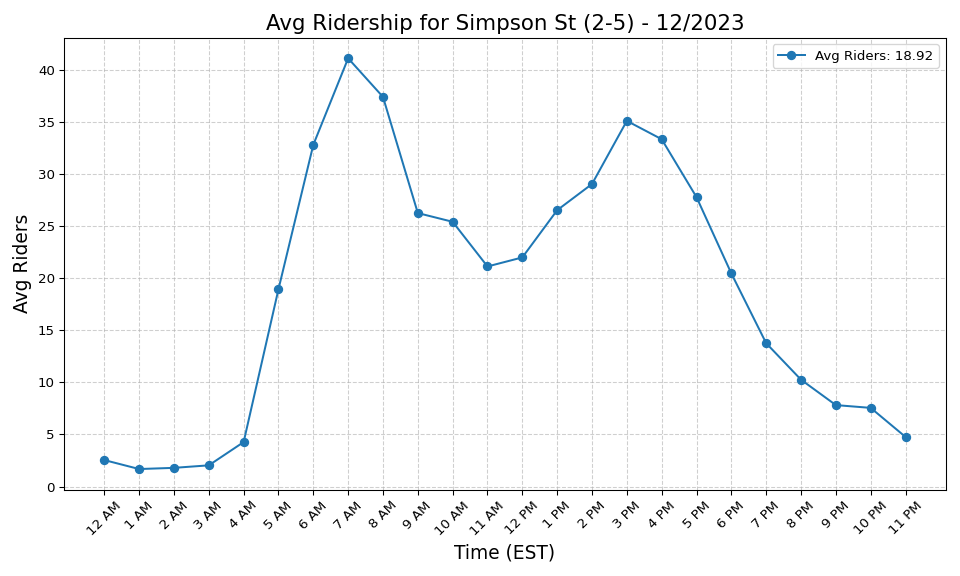 Avg Ridership for Simpson St (2-5) - 12/2023
Avg Riders: 18.92
Avg Riders
40
35
30
25
20
15
10
5
0
12 AM
1 AM
2 AM
3 AM
4 AM
5 AM
6 AM
7 AM
8 AM
9 AM
10 AM
11 AM
12 PM
1 PM
2 PM
3 PM
4 PM
5 PM
6 PM
7 PM
8 PM
9 PM
10 PM
11 PM
Time (EST)